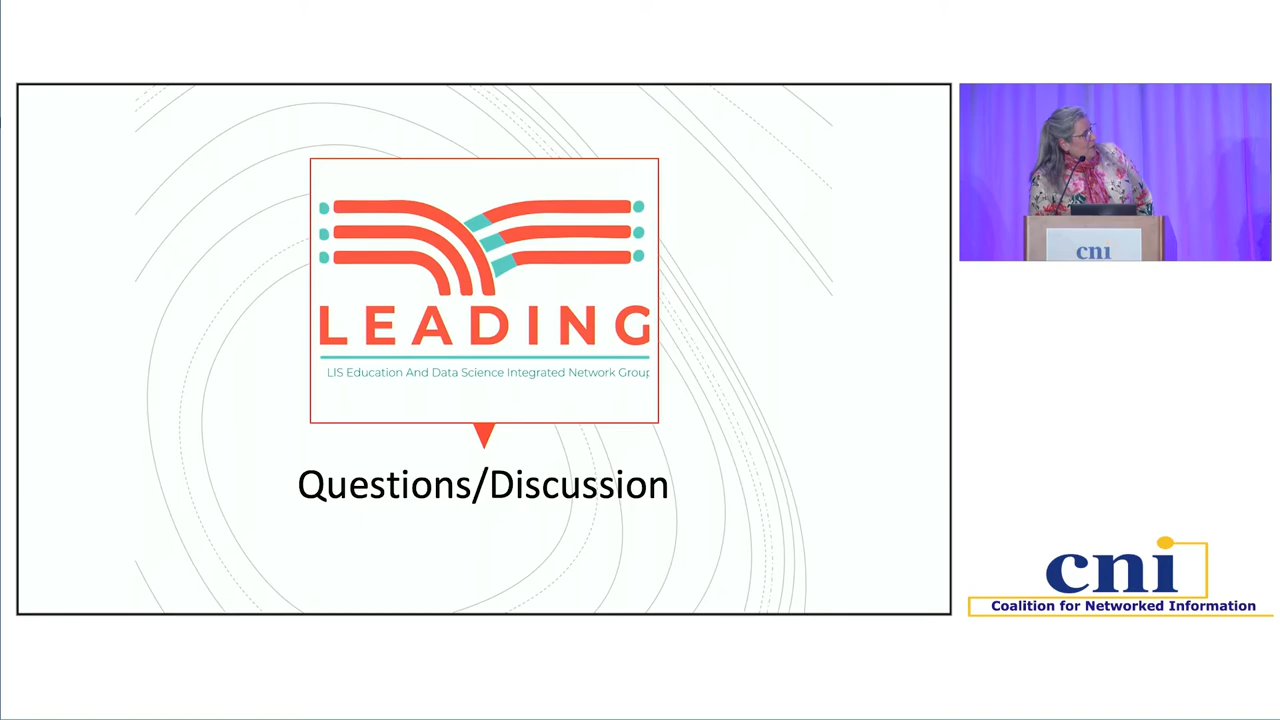 LEADING
LIS Education And Data Science Integrated Network Group
Questions/Discussion
cni
cni
Coalition for Networked Information